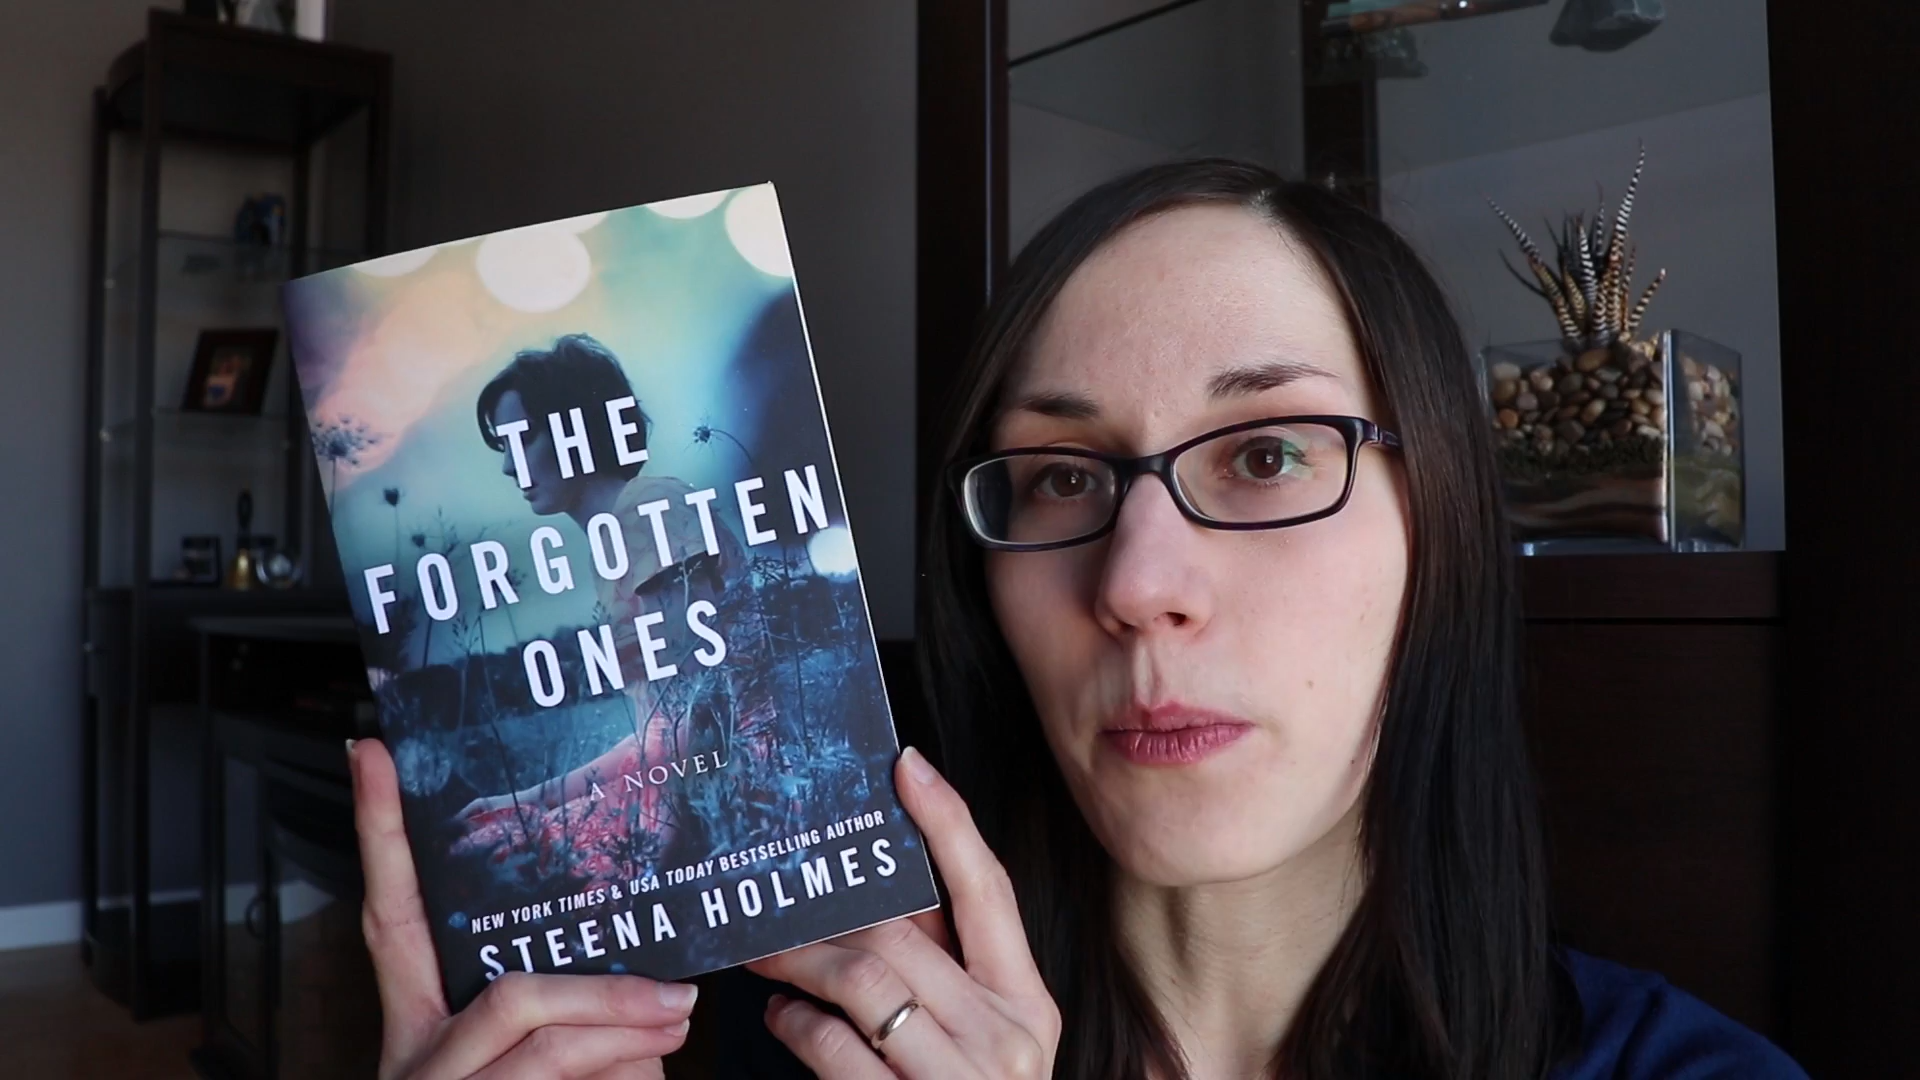 THE
FORGOTTEN
ONES
A NOVEL
NEW YORK TIMES & USA TODAY BESTSELLING AUTHOR
STEENA HOLMES